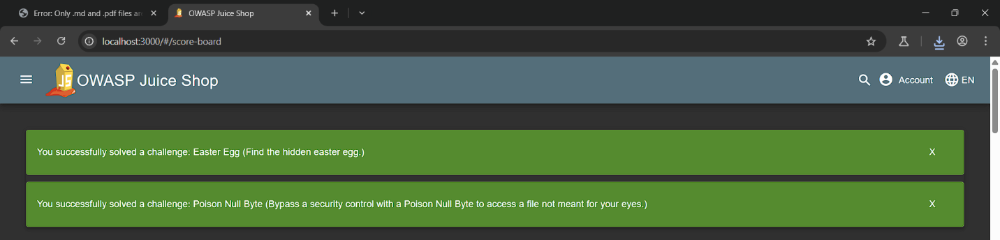 Error: Only .md and .pdf files ar
OWASP Juice Shop
localhost:3000/#/score-board
JS
OWASP Juice Shop
Account
EN
You successfully solved a challenge: Easter Egg (Find the hidden easter egg.)
X
You successfully solved a challenge: Poison Null Byte (Bypass a security control with a Poison Null Byte to access a file not meant for your eyes.)
X